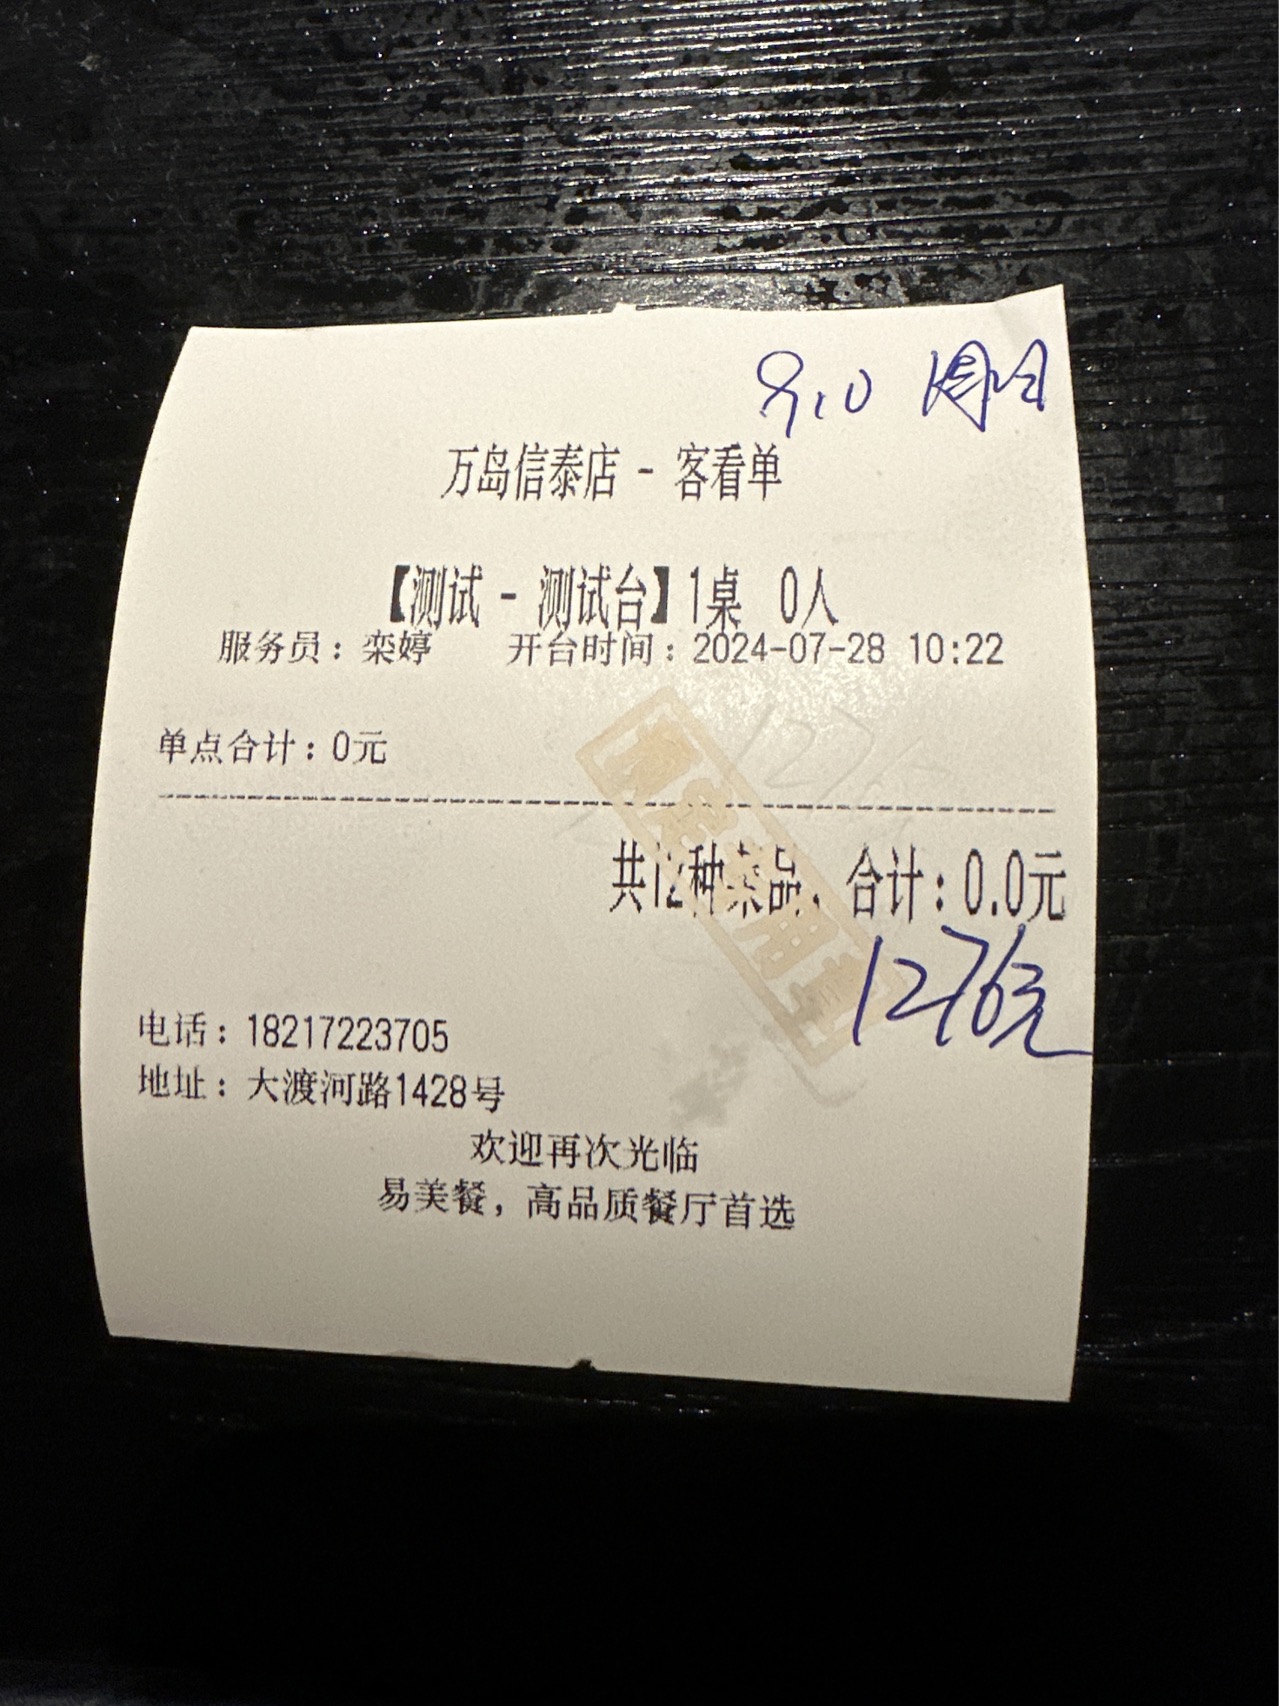 9.10 周日
万岛信泰店 - 客看单
【测试 - 测试台】1桌 0人
服务员：栾婷 开台时间：2024-07-28 10:22
单点合计：0元
共12种菜品，合计：0.0元
1276元
电话：18217223705
地址：大渡河路1428号
欢迎再次光临
易美餐，高品质餐厅首选